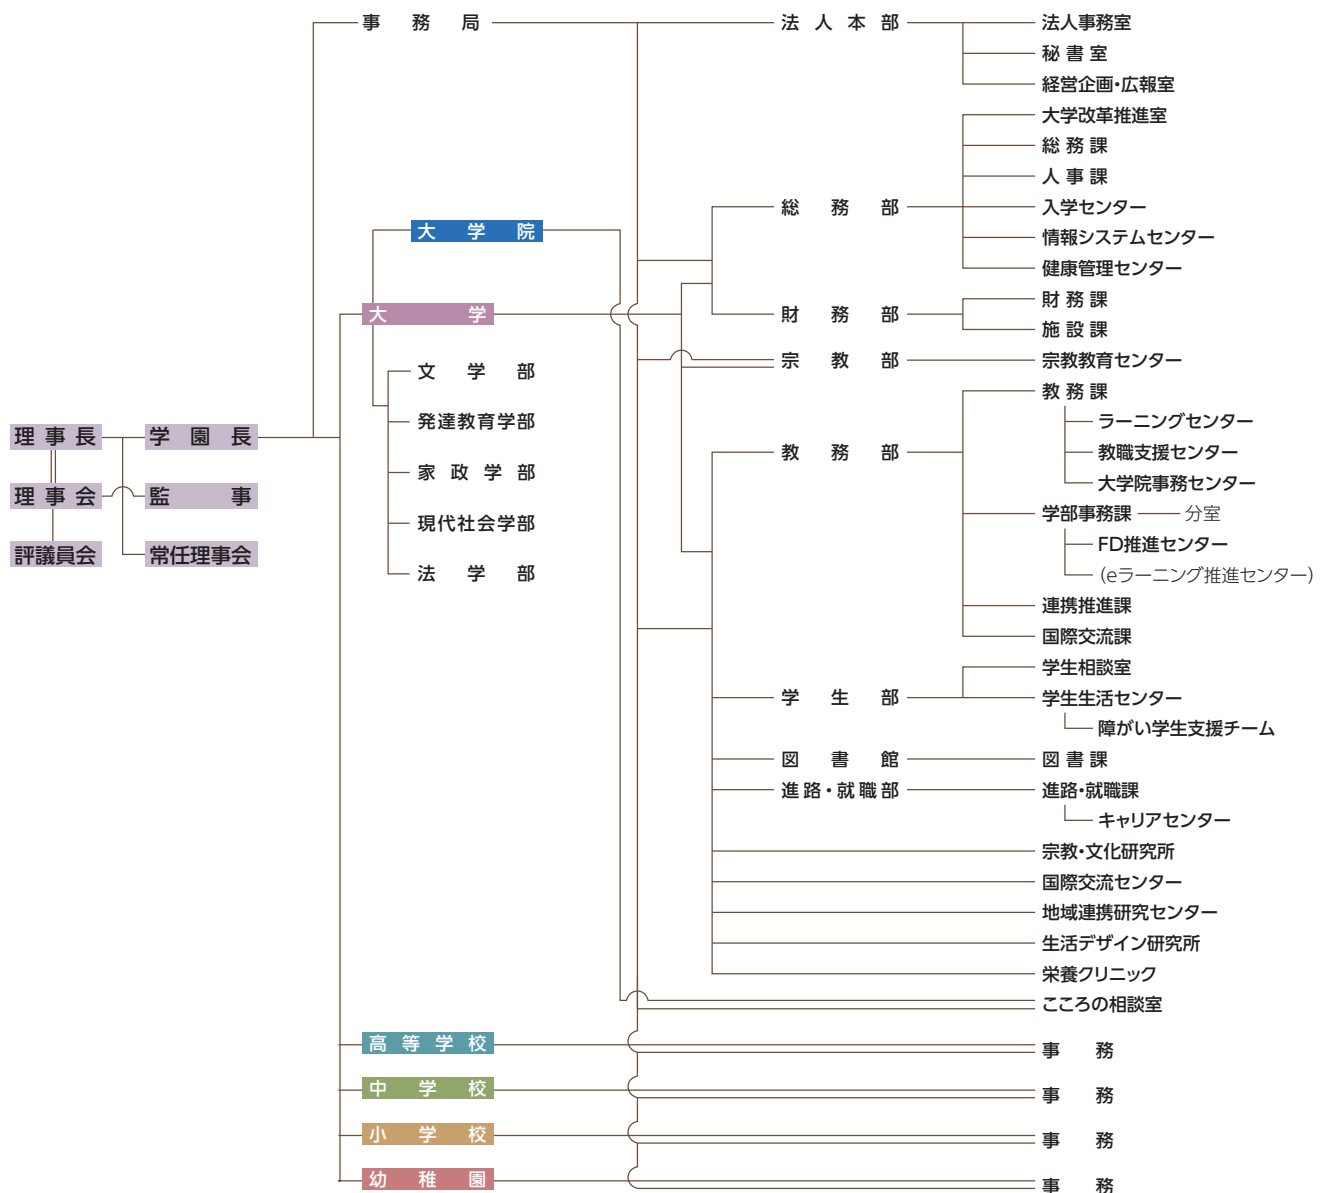 事務局
法人本部
法人事務室
秘書室
経営企画・広報室
大学改革推進室
総務課
人事課
総務部
入学センター
情報システムセンター
健康管理センター
大学院
大学
財務部
財務課
施設課
宗教部
宗教教育センター
文学部
発達教育学部
家政学部
現代社会学部
法学部
理事長
学園長
理事会
監事
評議員会
常任理事会
教務部
教務課
ラーニングセンター
教職支援センター
大学院事務センター
学部事務課
分室
FD推進センター
(eラーニング推進センター)
連携推進課
国際交流課
学生部
学生相談室
学生生活センター
障がい学生支援チーム
図書館
図書課
進路・就職部
進路・就職課
キャリアセンター
宗教・文化研究所
国際交流センター
地域連携研究センター
生活デザイン研究所
栄養クリニック
こころの相談室
高等学校
事務
中学校
事務
小学校
事務
幼稚園
事務